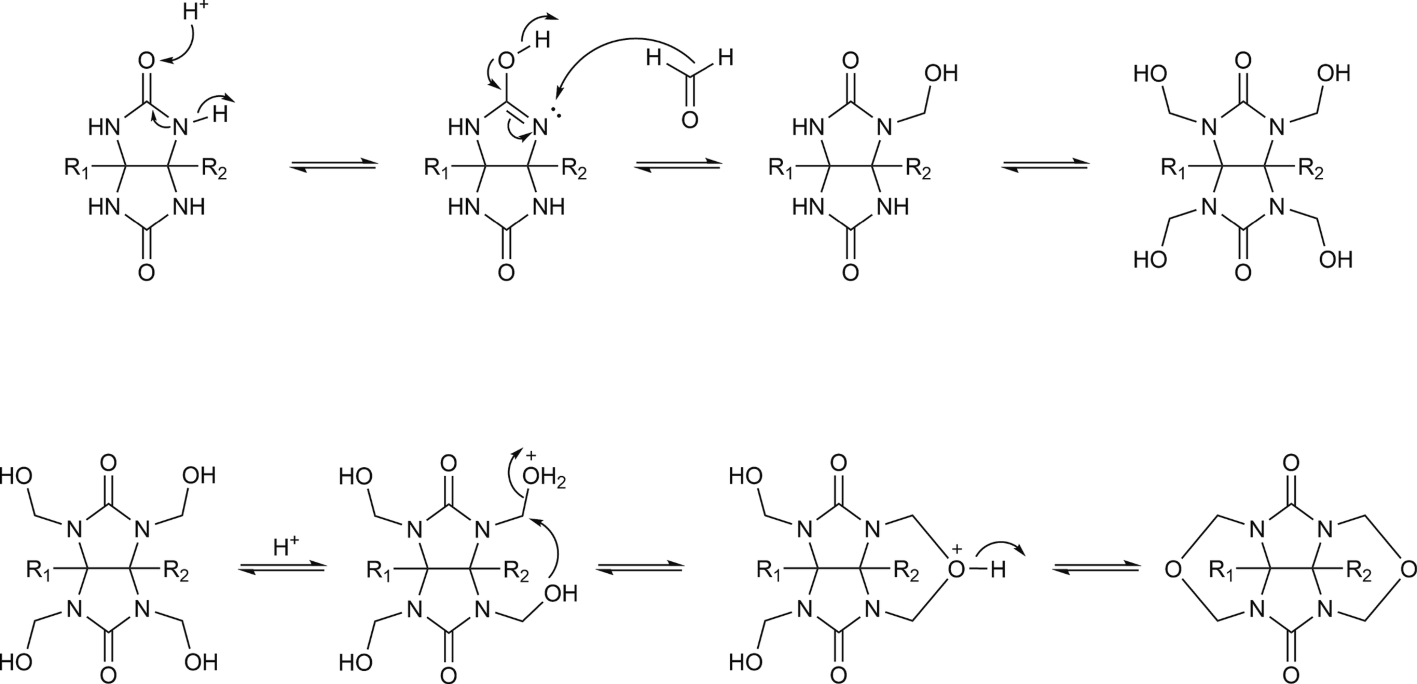 H⁺
O
N H
HN
R₁ R₂
HN NH
O
O H
HN N:
R₁ R₂
HN NH
O
H H
O
O OH
HN N
R₁ R₂
HN NH
O
HO O OH
N N
R₁ R₂
N N
HO OH
O
HO O OH
N N
R₁ R₂
N N
HO OH
O
H⁺
+
HO O OH₂
N N
R₁ R₂
N N OH
HO
O
HO O
N N
+
R₁ R₂ O H
N N
HO
O
O
N N
O R₁ R₂ O
N N
O